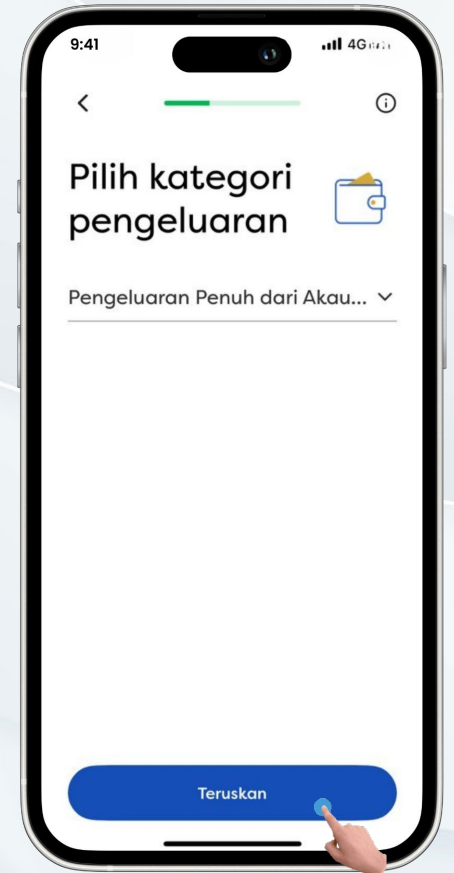 9:41
4G
Pilih kategori
pengeluaran
Pengeluaran Penuh dari Akau...
Teruskan